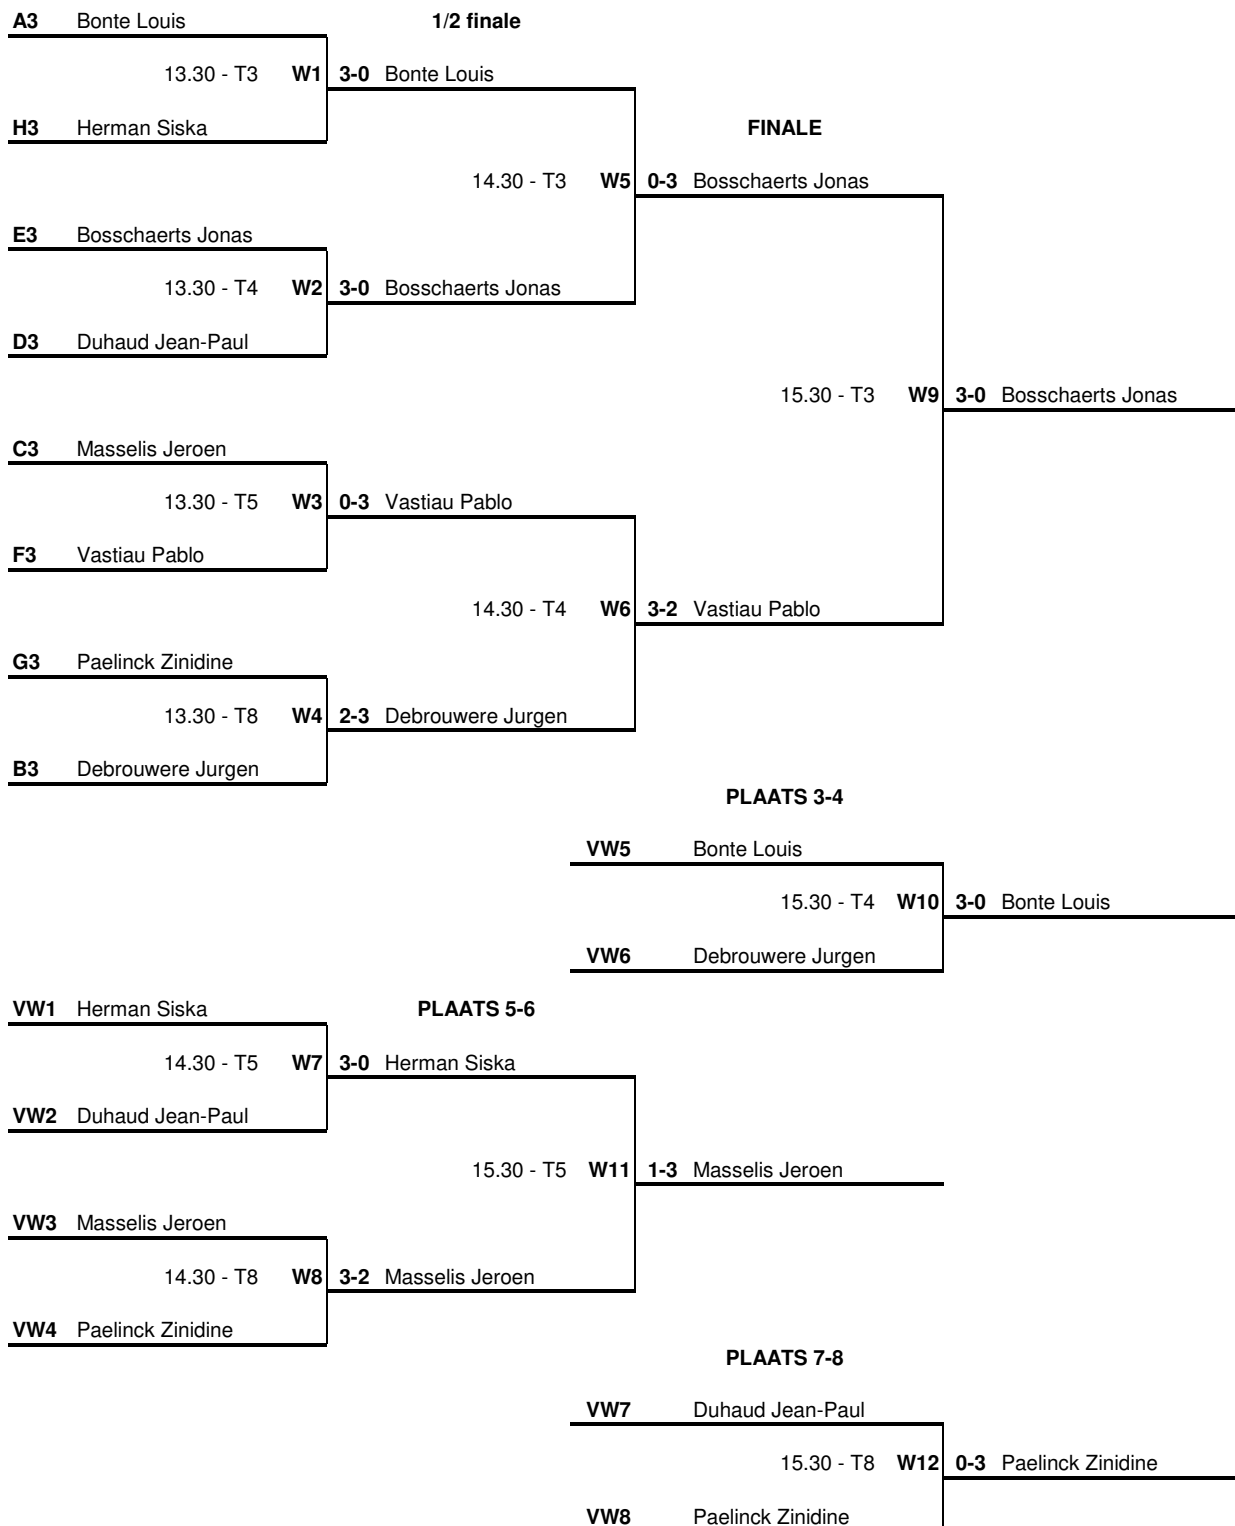 A3 Bonte Louis 1/2 finale
13.30 - T3 W1 3-0 Bonte Louis
H3 Herman Siska FINALE
14.30 - T3 W5 0-3 Bosschaerts Jonas
E3 Bosschaerts Jonas
13.30 - T4 W2 3-0 Bosschaerts Jonas
D3 Duhaud Jean-Paul
15.30 - T3 W9 3-0 Bosschaerts Jonas
C3 Masselis Jeroen
13.30 - T5 W3 0-3 Vastiau Pablo
F3 Vastiau Pablo
14.30 - T4 W6 3-2 Vastiau Pablo
G3 Paelinck Zinidine
13.30 - T8 W4 2-3 Debrouwere Jurgen
B3 Debrouwere Jurgen
PLAATS 3-4
VW5 Bonte Louis
15.30 - T4 W10 3-0 Bonte Louis
VW6 Debrouwere Jurgen
VW1 Herman Siska PLAATS 5-6
14.30 - T5 W7 3-0 Herman Siska
VW2 Duhaud Jean-Paul
15.30 - T5 W11 1-3 Masselis Jeroen
VW3 Masselis Jeroen
14.30 - T8 W8 3-2 Masselis Jeroen
VW4 Paelinck Zinidine
PLAATS 7-8
VW7 Duhaud Jean-Paul
15.30 - T8 W12 0-3 Paelinck Zinidine
VW8 Paelinck Zinidine